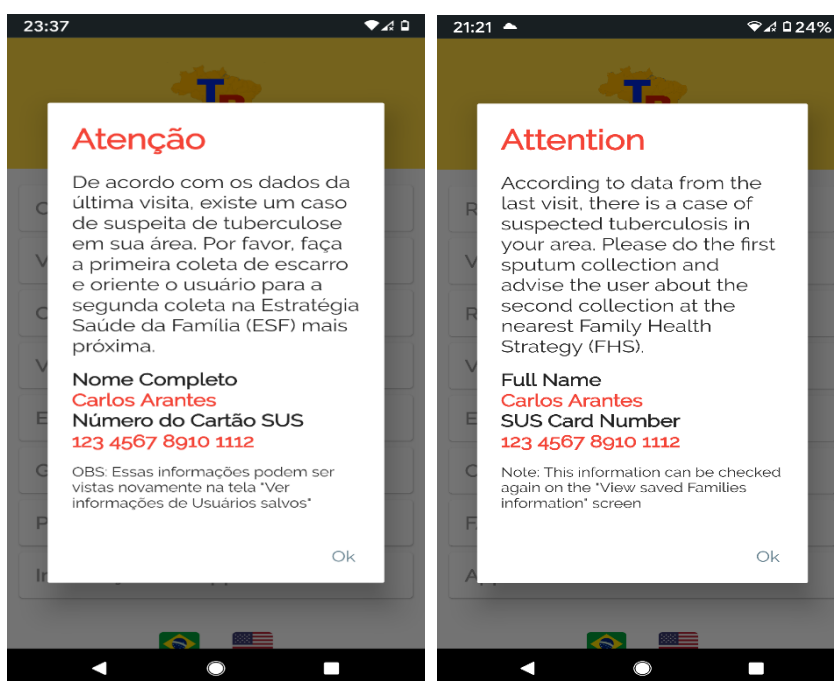 23:37
T
Atenção
De acordo com os dados da
última visita, existe um caso
de suspeita de tuberculose
em sua área. Por favor, faça
a primeira coleta de escarro
e oriente o usuário para a
segunda coleta na Estratégia
Saúde da Família (ESF) mais
próxima.
Nome Completo
Carlos Arantes
Número do Cartão SUS
123 4567 8910 1112
OBS: Essas informações podem ser
vistas novamente na tela "Ver
informações de Usuários salvos"
Ok
21:21
24%
T
Attention
According to data from the
last visit, there is a case of
suspected tuberculosis in
your area. Please do the first
sputum collection and
advise the user about the
second collection at the
nearest Family Health
Strategy (FHS).
Full Name
Carlos Arantes
SUS Card Number
123 4567 8910 1112
Note: This information can be checked
again on the "View saved Families
information" screen
Ok